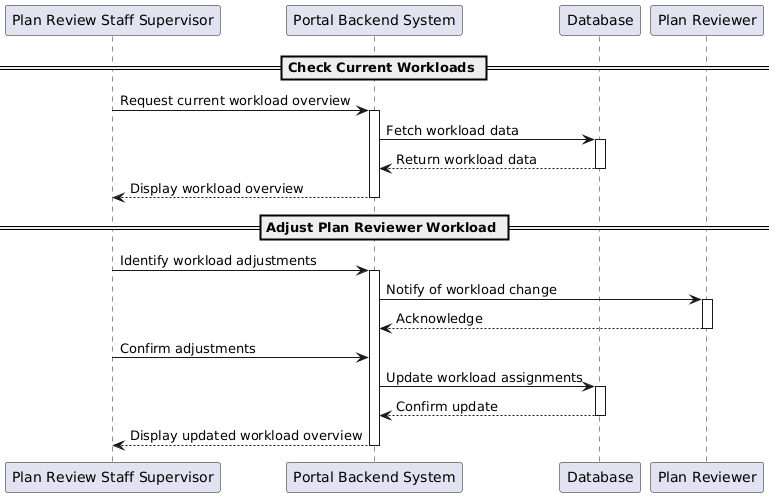 Plan Review Staff Supervisor
Portal Backend System
Database
Plan Reviewer
Check Current Workloads
Request current workload overview
Fetch workload data
Return workload data
Display workload overview
Adjust Plan Reviewer Workload
Identify workload adjustments
Notify of workload change
Acknowledge
Confirm adjustments
Update workload assignments
Confirm update
Display updated workload overview
Plan Review Staff Supervisor
Portal Backend System
Database
Plan Reviewer